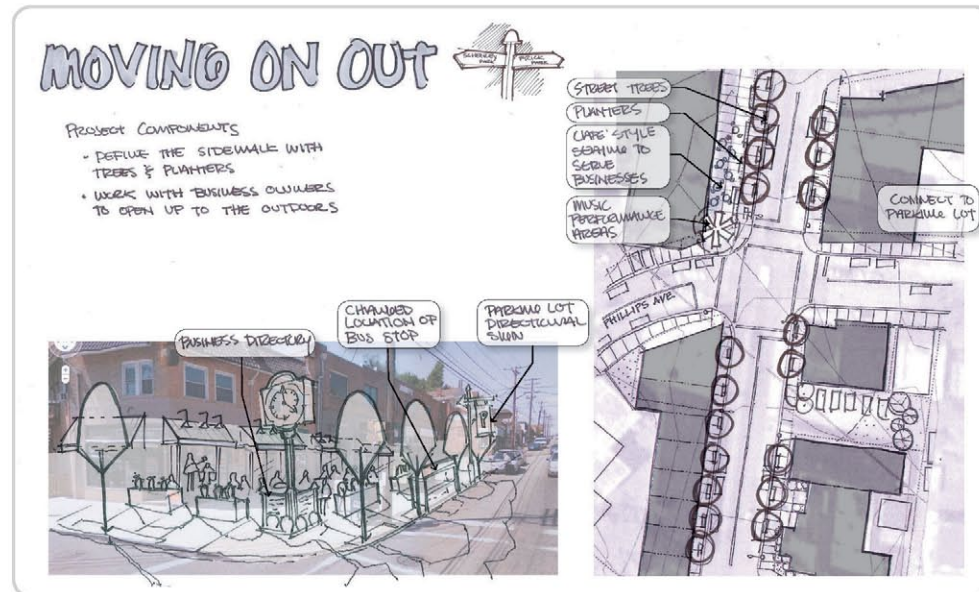 MOVING ON OUT
PARK
PARK
PROJECT COMPONENTS
• DEFINE THE SIDEWALK WITH
TREES & PLANTERS
• WORK WITH BUSINESS OWNERS
TO OPEN UP TO THE OUTDOORS
STREET TREES
PLANTERS
CAFE' STYLE
SEATING TO
SERVE
BUSINESSES
MUSIC
PERFORMANCE
AREAS
CONNECT TO
PARKING LOT
PHILLIPS AVE
BUSINESS DIRECTORY
CHANGED
LOCATION OF
BUS STOP
PARKING LOT
DIRECTIONAL
SIGN